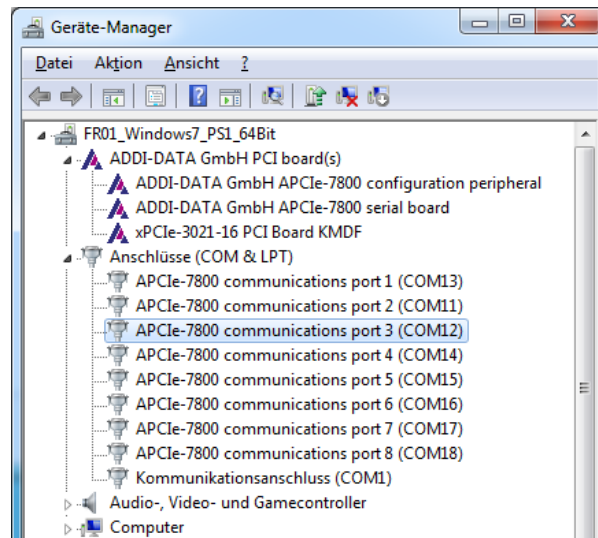 Geräte-Manager
Datei Aktion Ansicht ?
FR01_Windows7_PS1_64Bit
ADDI-DATA GmbH PCI board(s)
ADDI-DATA GmbH APCIe-7800 configuration peripheral
ADDI-DATA GmbH APCIe-7800 serial board
xPCIe-3021-16 PCI Board KMDF
Anschlüsse (COM & LPT)
APCIe-7800 communications port 1 (COM13)
APCIe-7800 communications port 2 (COM11)
APCIe-7800 communications port 3 (COM12)
APCIe-7800 communications port 4 (COM14)
APCIe-7800 communications port 5 (COM15)
APCIe-7800 communications port 6 (COM16)
APCIe-7800 communications port 7 (COM17)
APCIe-7800 communications port 8 (COM18)
Kommunikationsanschluss (COM1)
Audio-, Video- und Gamecontroller
Computer